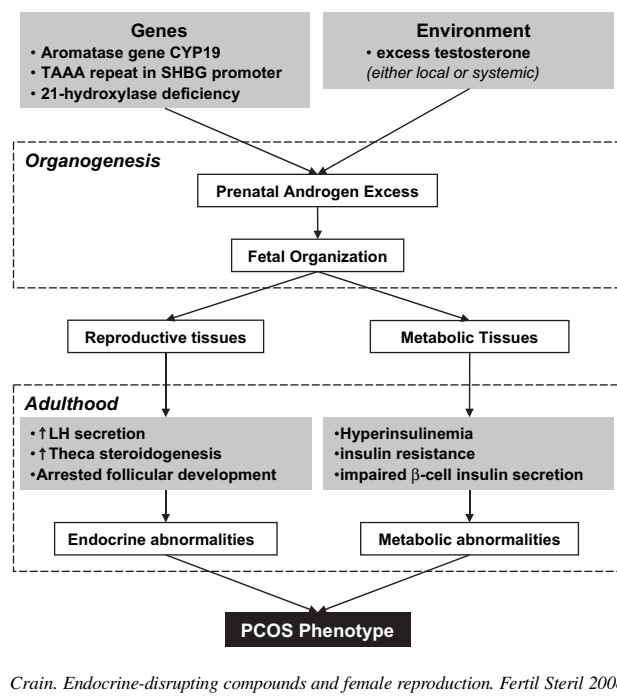 Genes
• Aromatase gene CYP19
• TAAA repeat in SHBG promoter
• 21-hydroxylase deficiency
Environment
• excess testosterone
(either local or systemic)
Organogenesis
Prenatal Androgen Excess
Fetal Organization
Reproductive tissues
Metabolic Tissues
Adulthood
•↑LH secretion
•↑Theca steroidogenesis
•Arrested follicular development
•Hyperinsulinemia
•insulin resistance
•impaired β-cell insulin secretion
Endocrine abnormalities
Metabolic abnormalities
PCOS Phenotype
Crain. Endocrine-disrupting compounds and female reproduction. Fertil Steril